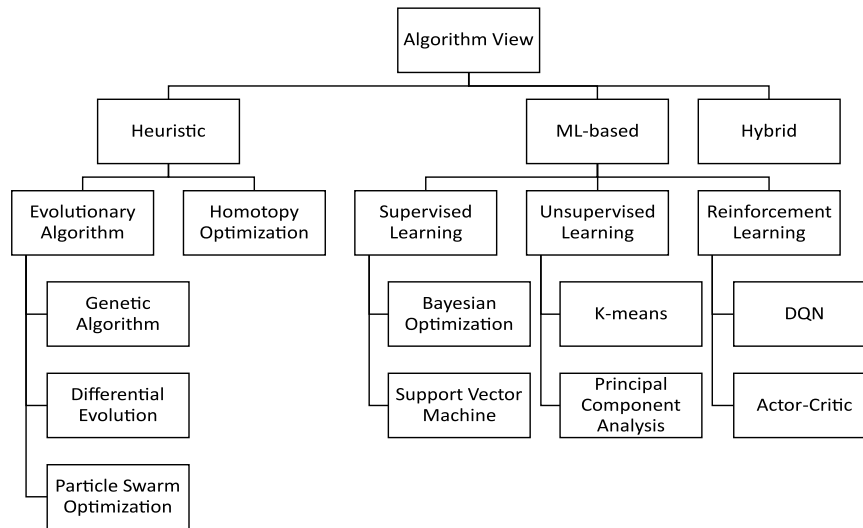 Algorithm View
Heuristic
ML-based
Hybrid
Evolutionary
Algorithm
Homotopy
Optimization
Supervised
Learning
Unsupervised
Learning
Reinforcement
Learning
Genetic
Algorithm
Bayesian
Optimization
K-means
DQN
Differential
Evolution
Support Vector
Machine
Principal
Component
Analysis
Actor-Critic
Particle Swarm
Optimization